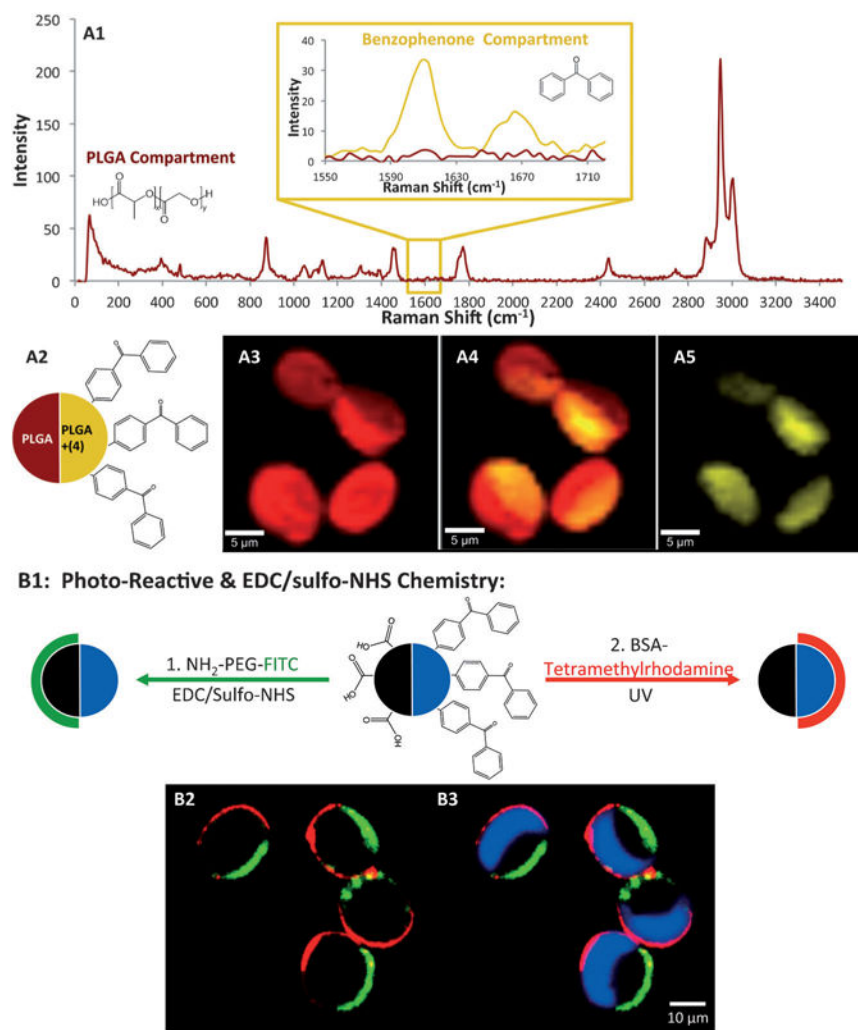 A1
Intensity
250
200
150
100
50
0
0 200 400 600 800 1000 1200 1400 1600 1800 2000 2200 2400 2600 2800 3000 3200 3400
Raman Shift (cm-1)
PLGA Compartment
HO O O O O H
x y
Benzophenone Compartment
Intensity
40
30
20
10
0
1550 1590 1630 1670 1710
Raman Shift (cm-1)
O
A2
PLGA
PLGA
+(4)
O
O
O
A3
5 µm
A4
5 µm
A5
5 µm
B1: Photo-Reactive & EDC/sulfo-NHS Chemistry:
1. NH2-PEG-FITC
EDC/Sulfo-NHS
O
HO
O
HO
O
OH
O
O
O
2. BSA-
Tetramethylrhodamine
UV
B2
B3
10 µm